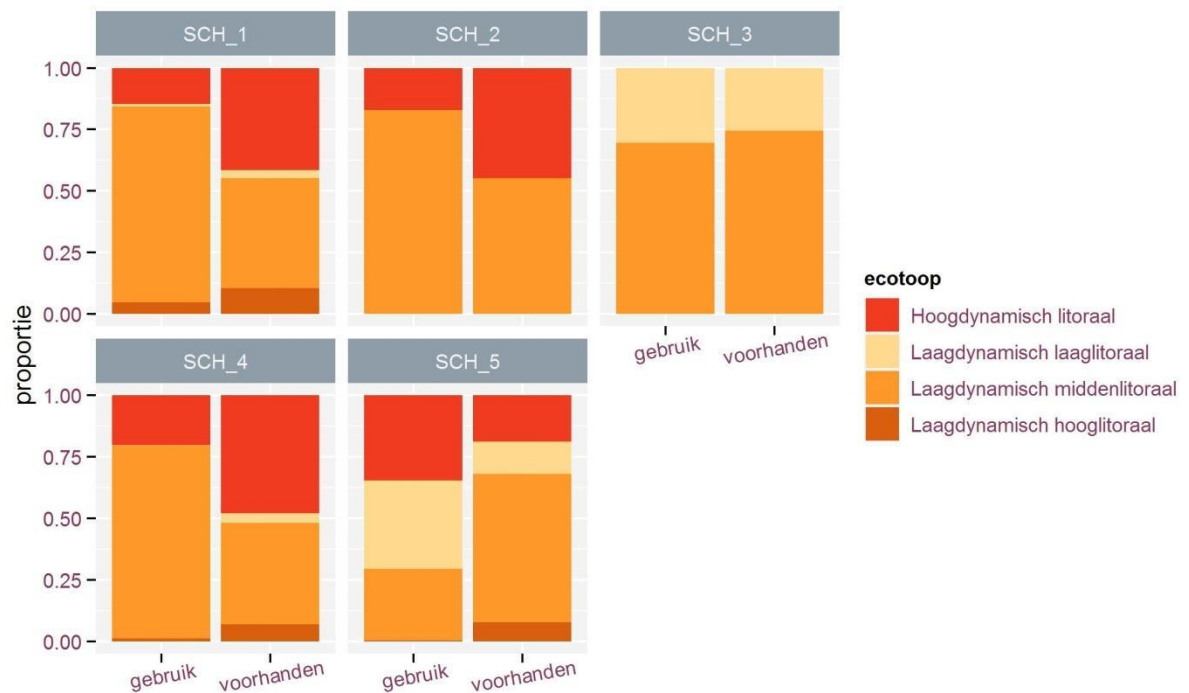 SCH_1
SCH_2
SCH_3
1.00
0.75
0.50
0.25
0.00
gebruik
voorhanden
SCH_4
SCH_5
1.00
0.75
0.50
0.25
0.00
gebruik
voorhanden
gebruik
voorhanden
proportie
ecotoop
Hoogdynamisch litoraal
Laagdynamisch laaglitoraal
Laagdynamisch middenlitoraal
Laagdynamisch hooglitoraal